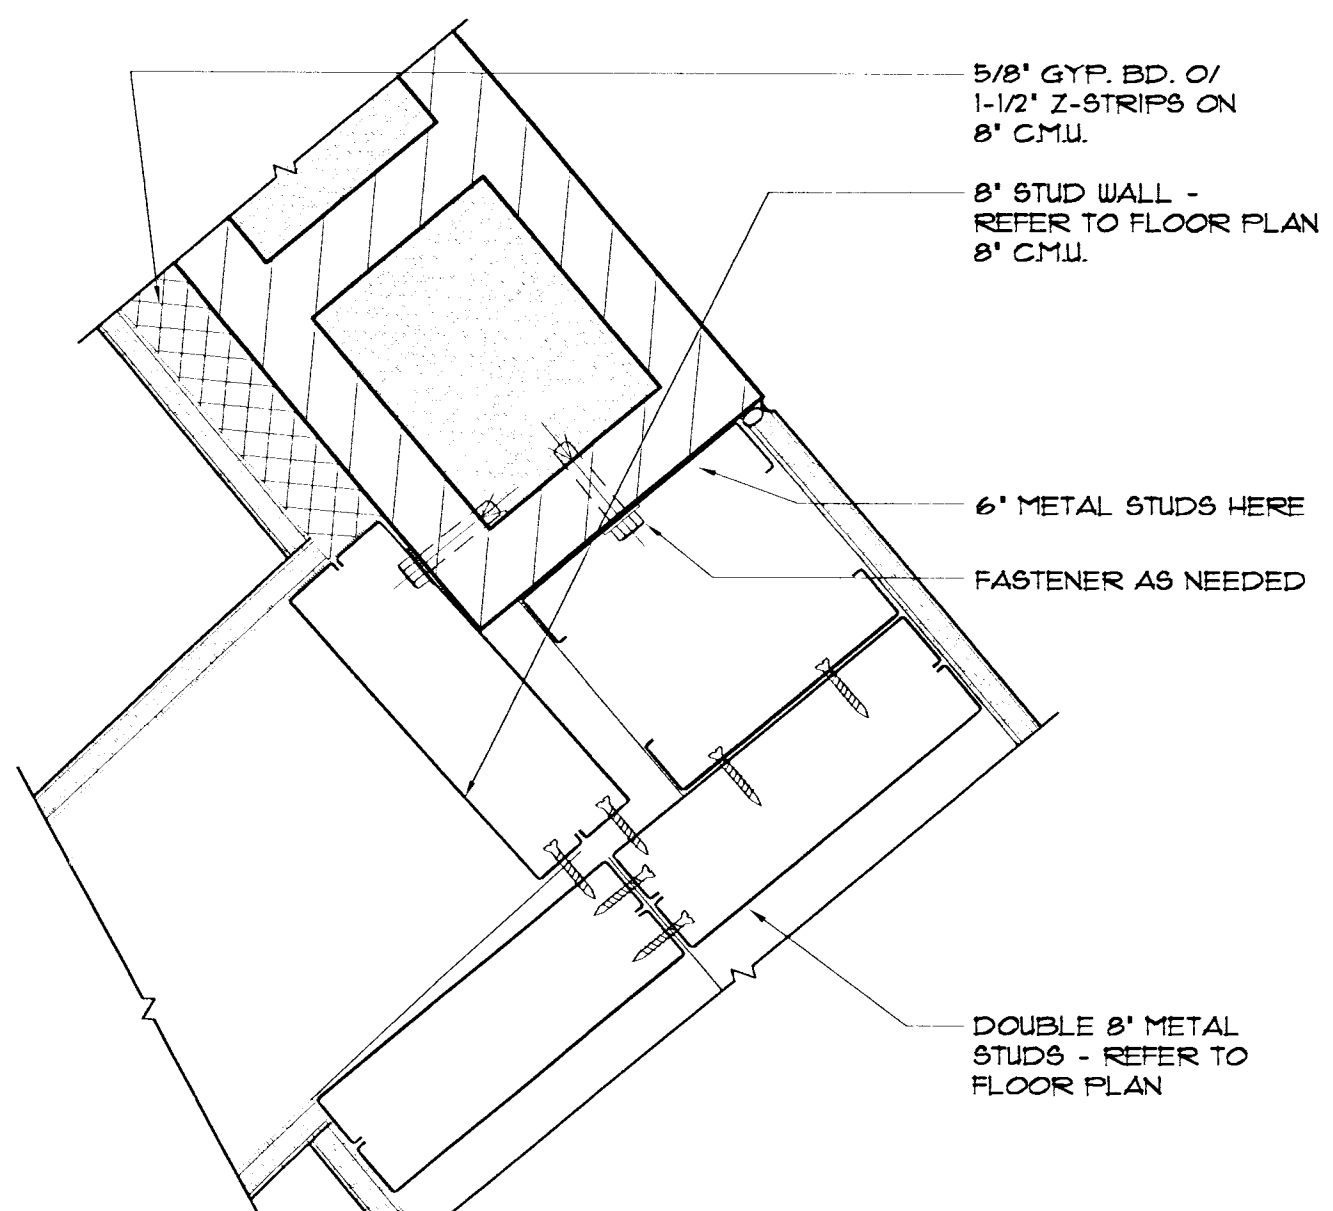 5/8" GYP. BD. O/
1-1/2" Z-STRIPS ON
8" C.M.U.
8" STUD WALL -
REFER TO FLOOR PLAN
8" C.M.U.
6" METAL STUDS HERE
FASTENER AS NEEDED
DOUBLE 8" METAL
STUDS - REFER TO
FLOOR PLAN